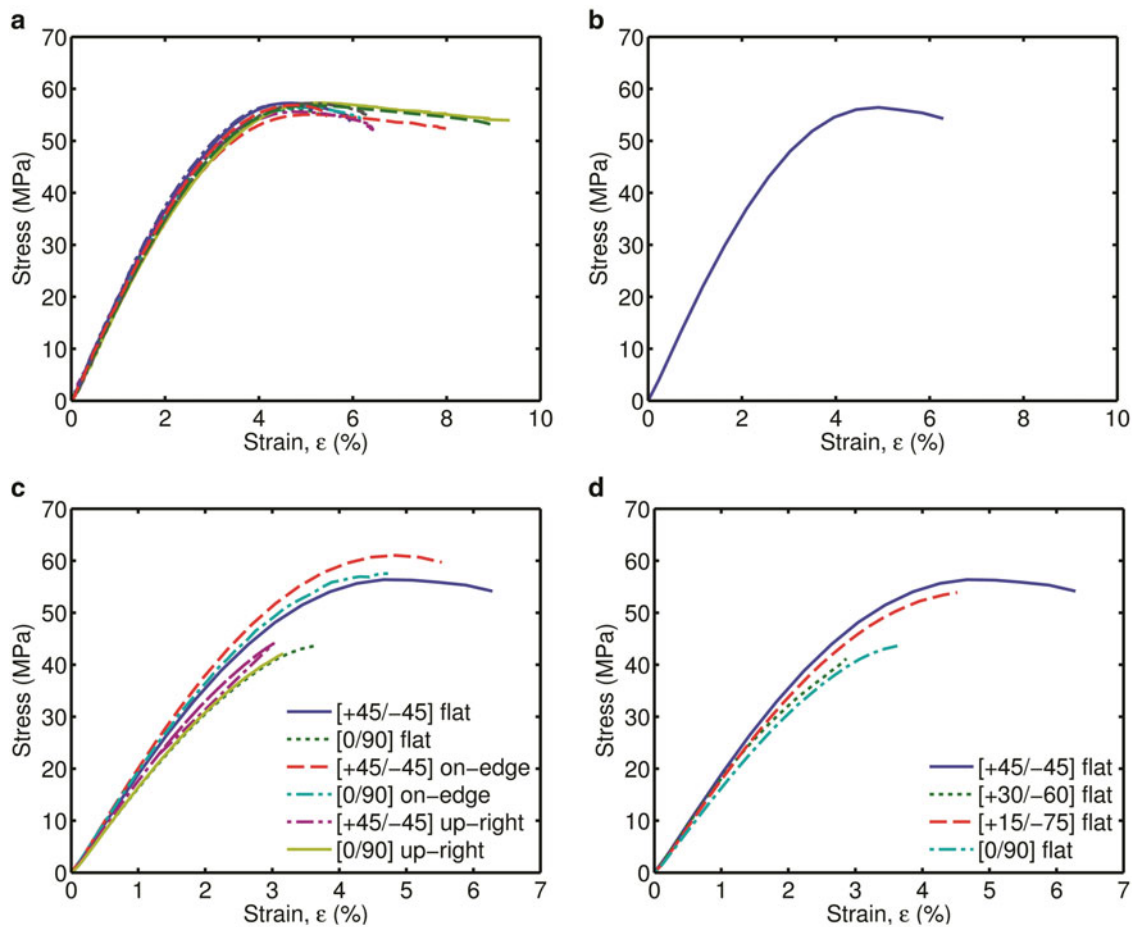 a
70
60
50
40
30
20
10
0
Stress (MPa)
0 2 4 6 8 10
Strain, ε (%)
b
70
60
50
40
30
20
10
0
Stress (MPa)
0 2 4 6 8 10
Strain, ε (%)
c
70
60
50
40
30
20
10
0
Stress (MPa)
[+45/−45] flat
[0/90] flat
[+45/−45] on−edge
[0/90] on−edge
[+45/−45] up−right
[0/90] up−right
0 1 2 3 4 5 6 7
Strain, ε (%)
d
70
60
50
40
30
20
10
0
Stress (MPa)
[+45/−45] flat
[+30/−60] flat
[+15/−75] flat
[0/90] flat
0 1 2 3 4 5 6 7
Strain, ε (%)